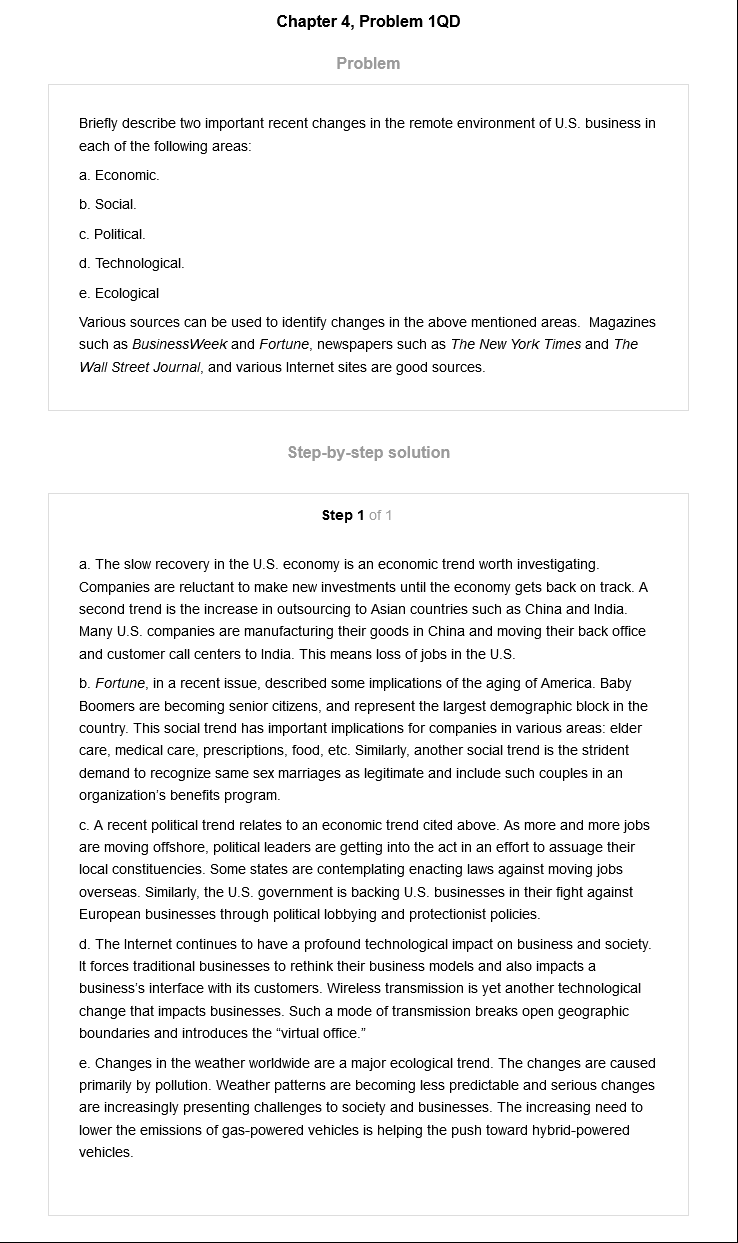 Chapter 4, Problem 1QD
Problem
Briefly describe two important recent changes in the remote environment of U.S. business in
each of the following areas:
a. Economic.
b. Social.
c. Political.
d. Technological.
e. Ecological
Various sources can be used to identify changes in the above mentioned areas.  Magazines
such as BusinessWeek and Fortune, newspapers such as The New York Times and The
Wall Street Journal, and various Internet sites are good sources.
Step-by-step solution
Step 1 of 1
a. The slow recovery in the U.S. economy is an economic trend worth investigating.
Companies are reluctant to make new investments until the economy gets back on track. A
second trend is the increase in outsourcing to Asian countries such as China and India.
Many U.S. companies are manufacturing their goods in China and moving their back office
and customer call centers to India. This means loss of jobs in the U.S.
b. Fortune, in a recent issue, described some implications of the aging of America. Baby
Boomers are becoming senior citizens, and represent the largest demographic block in the
country. This social trend has important implications for companies in various areas: elder
care, medical care, prescriptions, food, etc. Similarly, another social trend is the strident
demand to recognize same sex marriages as legitimate and include such couples in an
organization's benefits program.
c. A recent political trend relates to an economic trend cited above. As more and more jobs
are moving offshore, political leaders are getting into the act in an effort to assuage their
local constituencies. Some states are contemplating enacting laws against moving jobs
overseas. Similarly, the U.S. government is backing U.S. businesses in their fight against
European businesses through political lobbying and protectionist policies.
d. The Internet continues to have a profound technological impact on business and society.
It forces traditional businesses to rethink their business models and also impacts a
business's interface with its customers. Wireless transmission is yet another technological
change that impacts businesses. Such a mode of transmission breaks open geographic
boundaries and introduces the “virtual office.”
e. Changes in the weather worldwide are a major ecological trend. The changes are caused
primarily by pollution. Weather patterns are becoming less predictable and serious changes
are increasingly presenting challenges to society and businesses. The increasing need to
lower the emissions of gas-powered vehicles is helping the push toward hybrid-powered
vehicles.